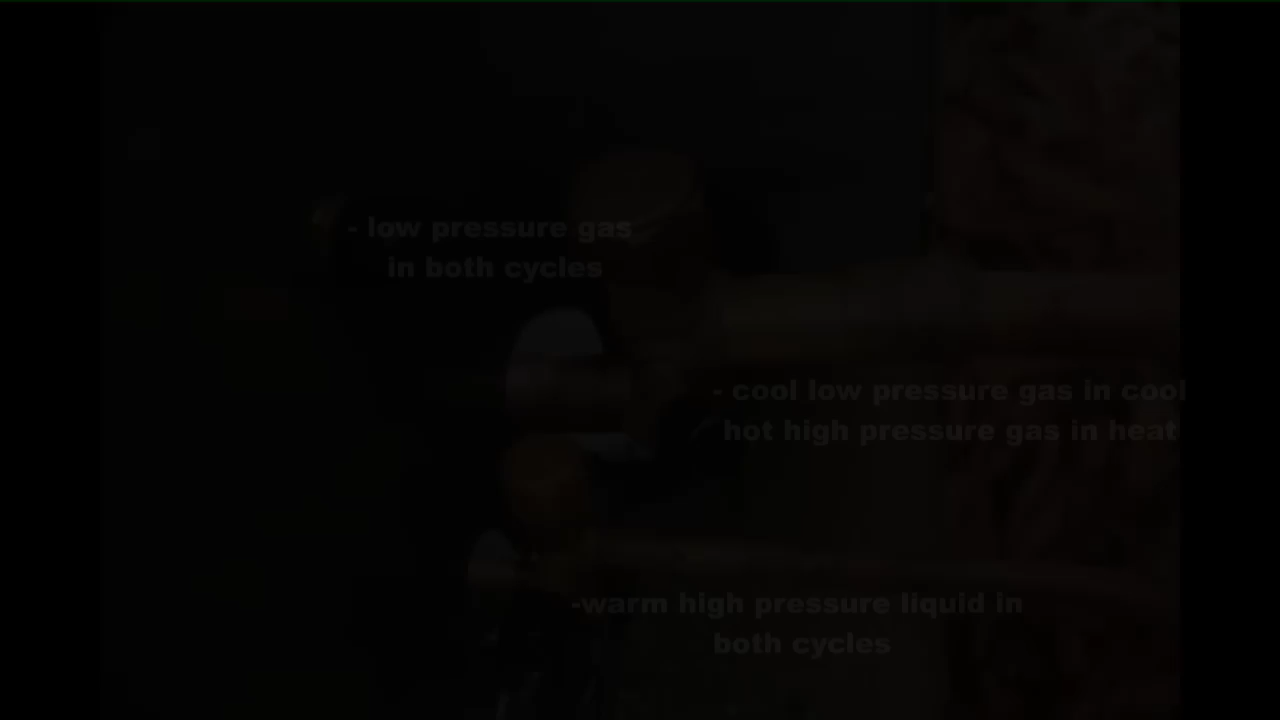 - low pressure gas
in both cycles
- cool low pressure gas in cool
hot high pressure gas in heat
-warm high pressure liquid in
both cycles